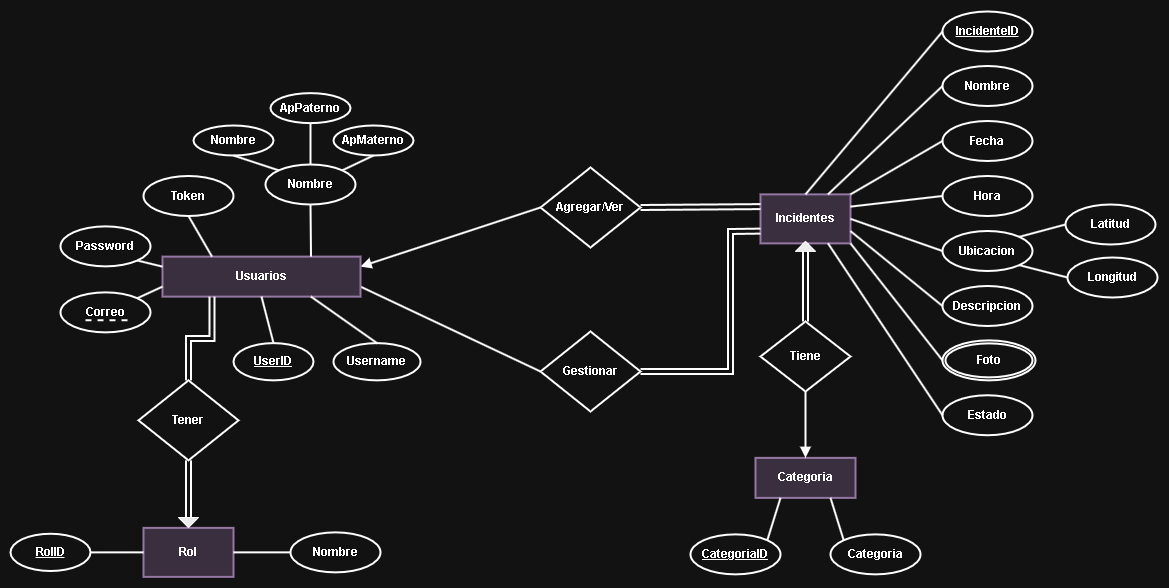 IncidenteID
Nombre
Fecha
Hora
Ubicacion
Latitud
Longitud
Descripcion
Foto
Estado
ApPaterno
Nombre
ApMaterno
Nombre
Token
Password
Correo
Usuarios
UserID
Username
Agregar/Ver
Incidentes
Gestionar
Tiene
Tener
Categoria
CategoriaID
Categoria
RolID
Rol
Nombre